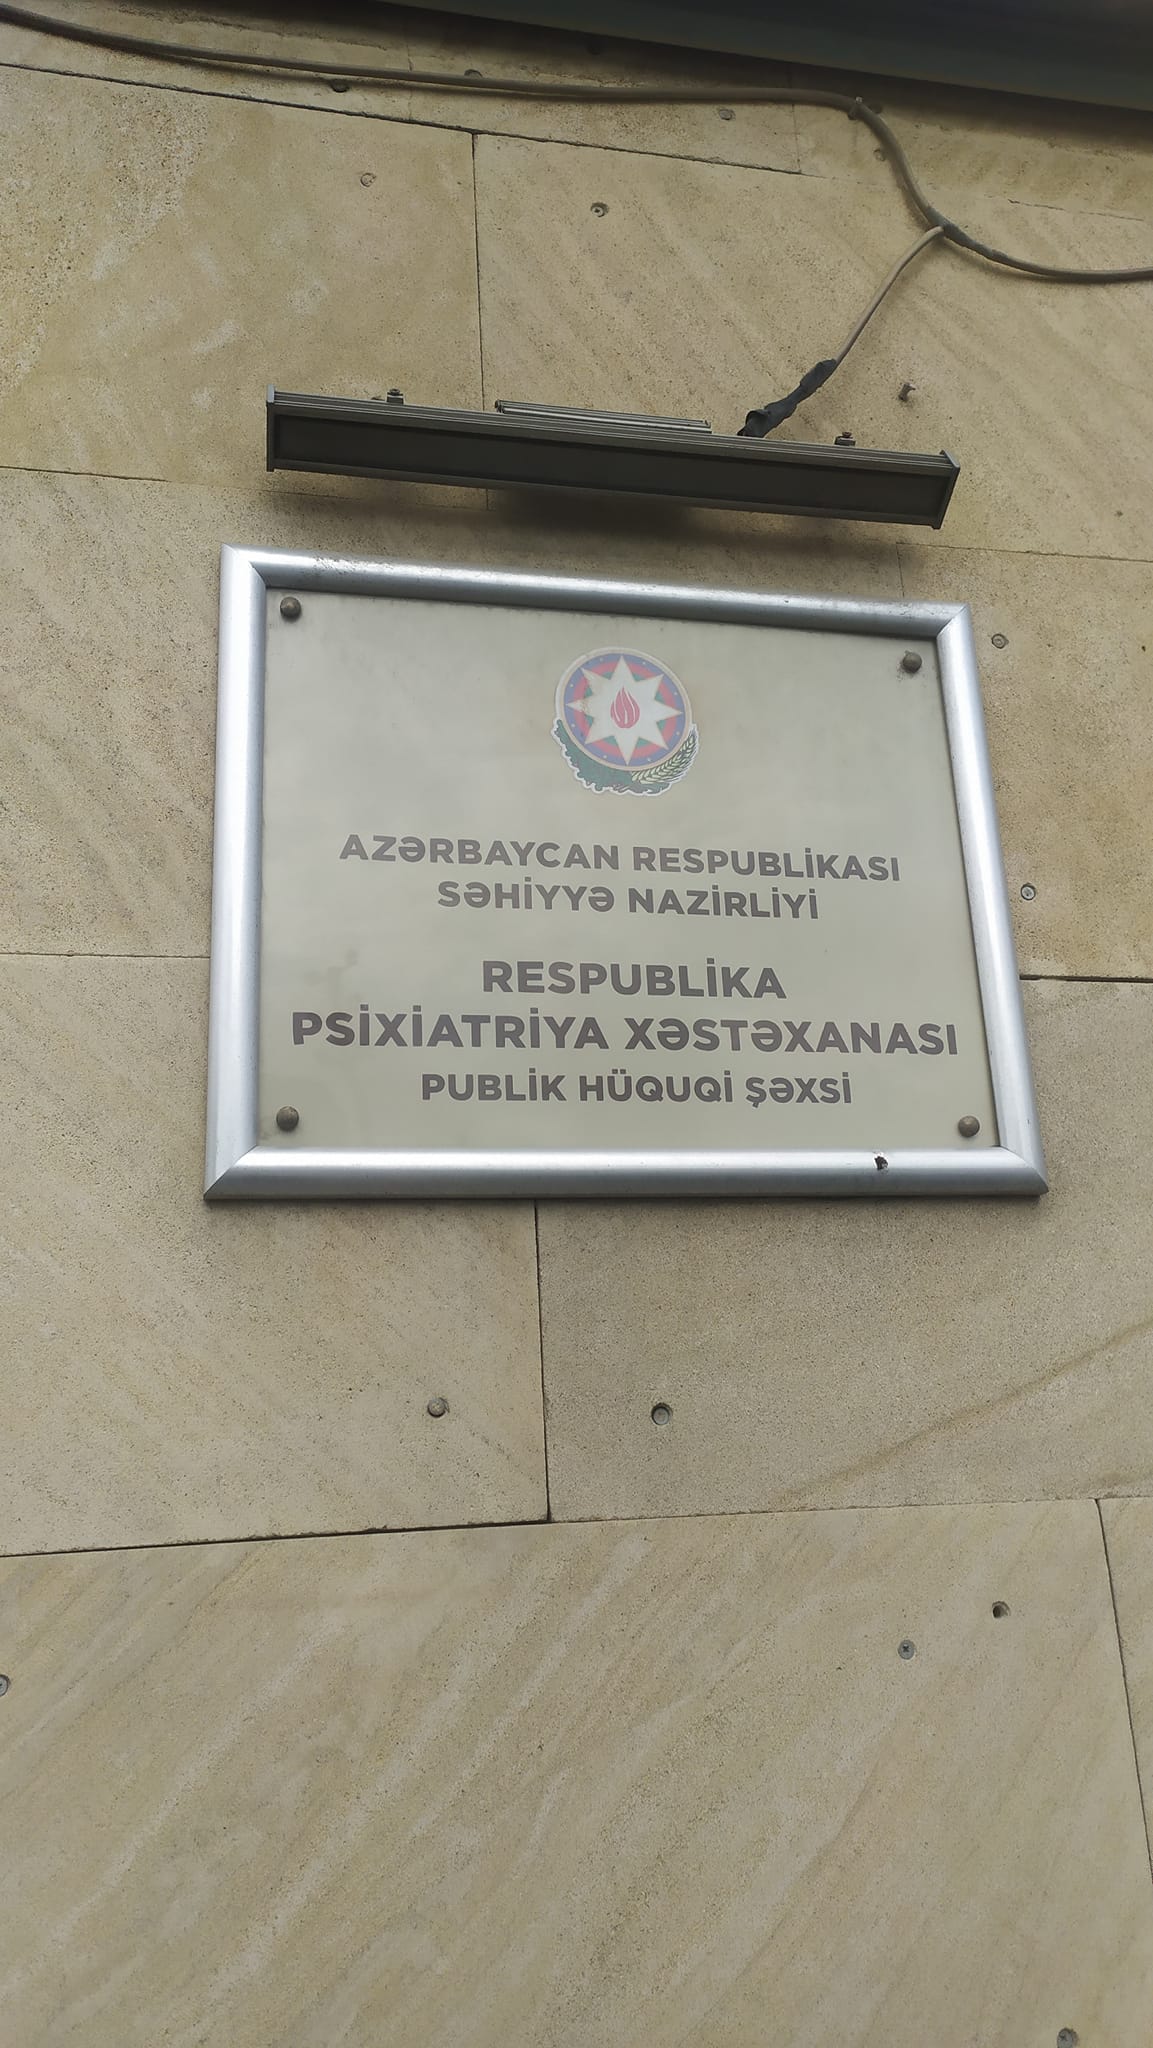 AZƏRBAYCAN RESPUBLİKASI
SƏHİYYƏ NAZİRLİYİ
RESPUBLİKA
PSİXİATRİYA XƏSTƏXANASI
PUBLİK HÜQUQİ ŞƏXSİ